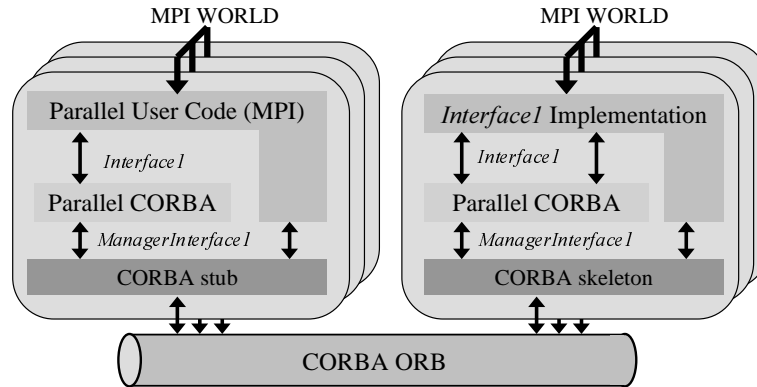 MPI WORLD
Parallel User Code (MPI)
Interface1
Parallel CORBA
ManagerInterface1
CORBA stub
MPI WORLD
Interface1 Implementation
Interface1
Parallel CORBA
ManagerInterface1
CORBA skeleton
CORBA ORB